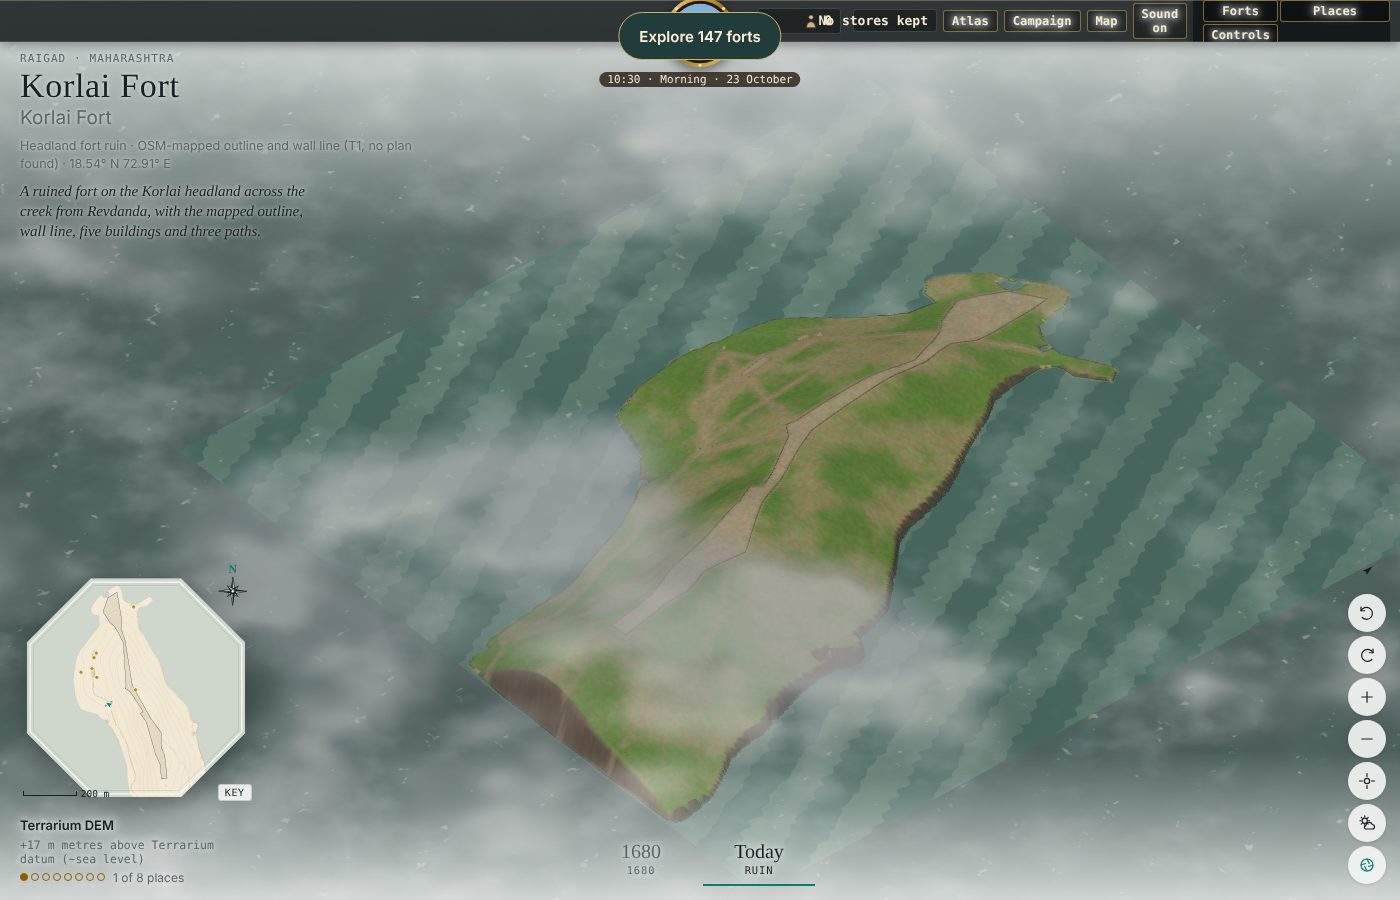 Explore 147 forts
stores kept
Atlas
Campaign
Map
Sound
on
Forts
Places
Controls
10:30 · Morning · 23 October
RAIGAD · MAHARASHTRA
Korlai Fort
Korlai Fort
Headland fort ruin · OSM-mapped outline and wall line (T1, no plan
found) · 18.54° N 72.91° E
A ruined fort on the Korlai headland across the
creek from Revdanda, with the mapped outline,
wall line, five buildings and three paths.
N
200 m
KEY
Terrarium DEM
+17 m metres above Terrarium
datum (~sea level)
1 of 8 places
1680
1680
Today
RUIN